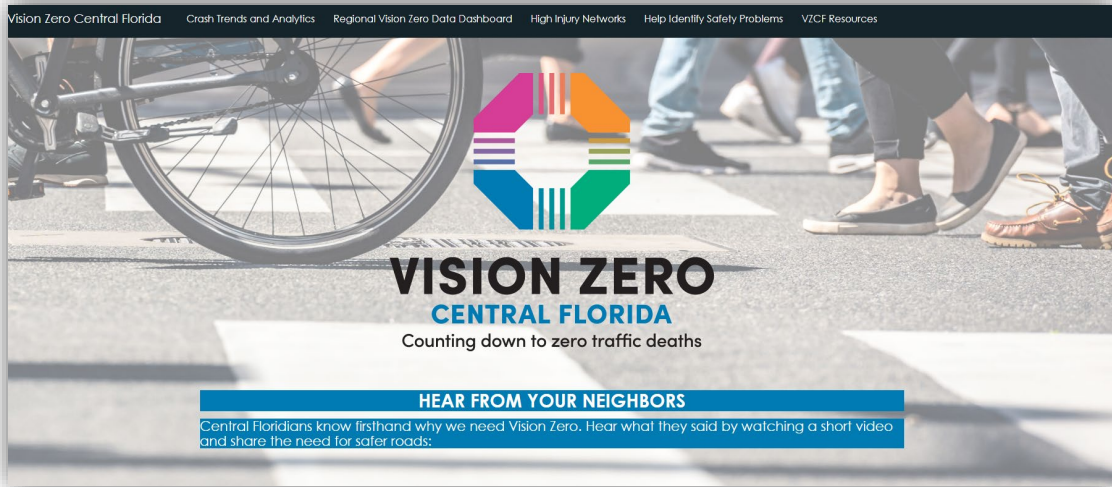 Vision Zero Central Florida Crash Trends and Analytics Regional Vision Zero Data Dashboard High Injury Networks Help Identify Safety Problems VZCF Resources
VISION ZERO
CENTRAL FLORIDA
Counting down to zero traffic deaths
HEAR FROM YOUR NEIGHBORS
Central Floridians know firsthand why we need Vision Zero. Hear what they said by watching a short video
and share the need for safer roads: